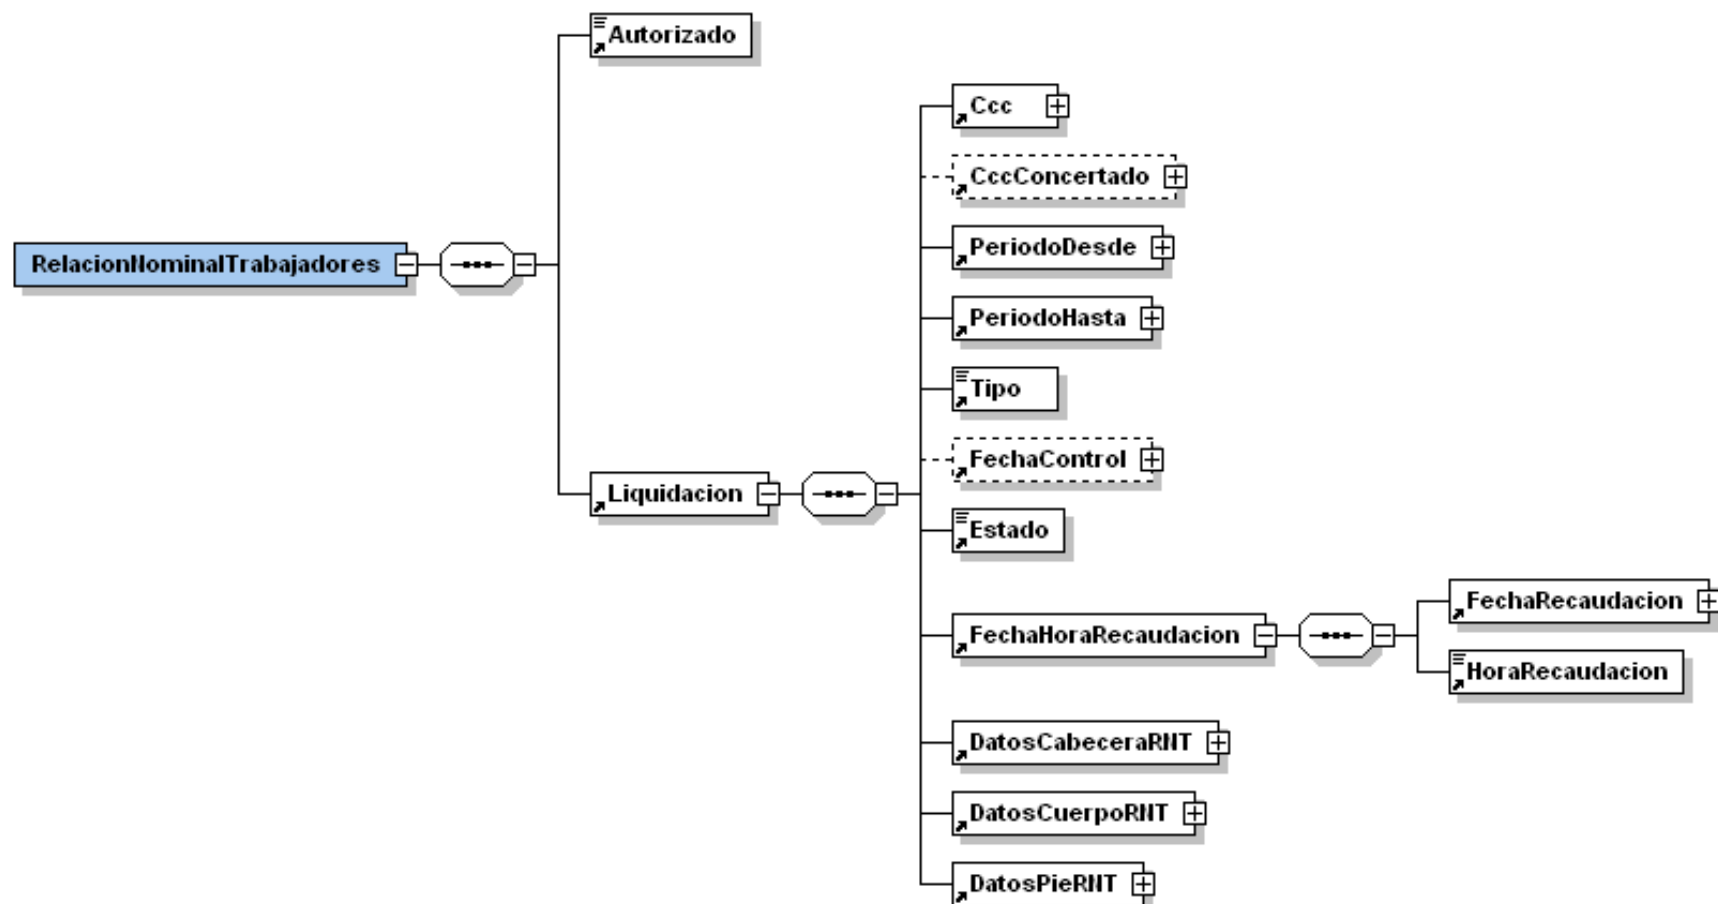 Autorizado
Ccc
CccConcertado
PeriodoDesde
RelacionNominalTrabajadores
PeriodoHasta
Tipo
FechaControl
Liquidacion
Estado
FechaRecaudacion
FechaHoraRecaudacion
HoraRecaudacion
DatosCabeceraRNT
DatosCuerpoRNT
DatosPieRNT